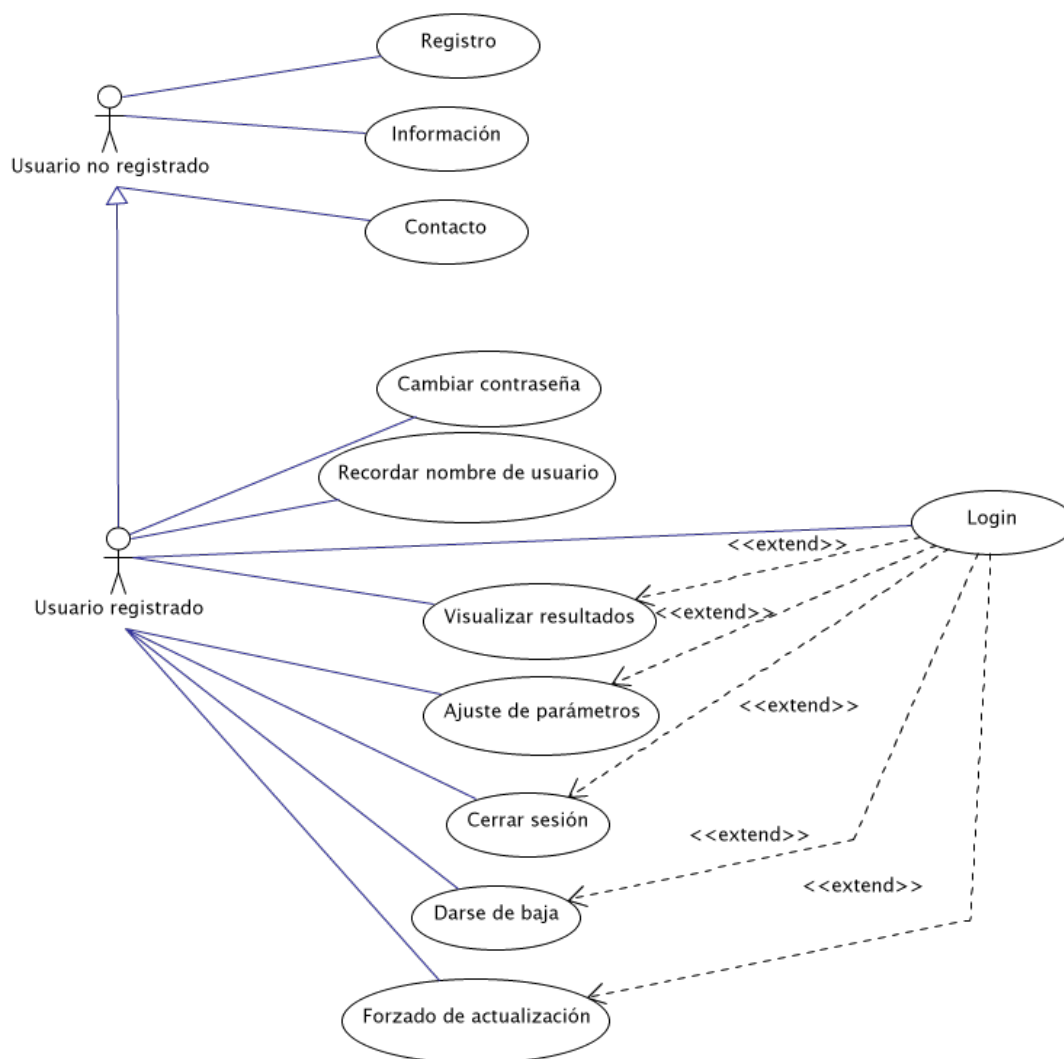 Registro
Información
Usuario no registrado
Contacto
Cambiar contraseña
Recordar nombre de usuario
Login
<<extend>>
Usuario registrado
Visualizar resultados
<<extend>>
Ajuste de parámetros
<<extend>>
Cerrar sesión
<<extend>>
<<extend>>
Darse de baja
Forzado de actualización